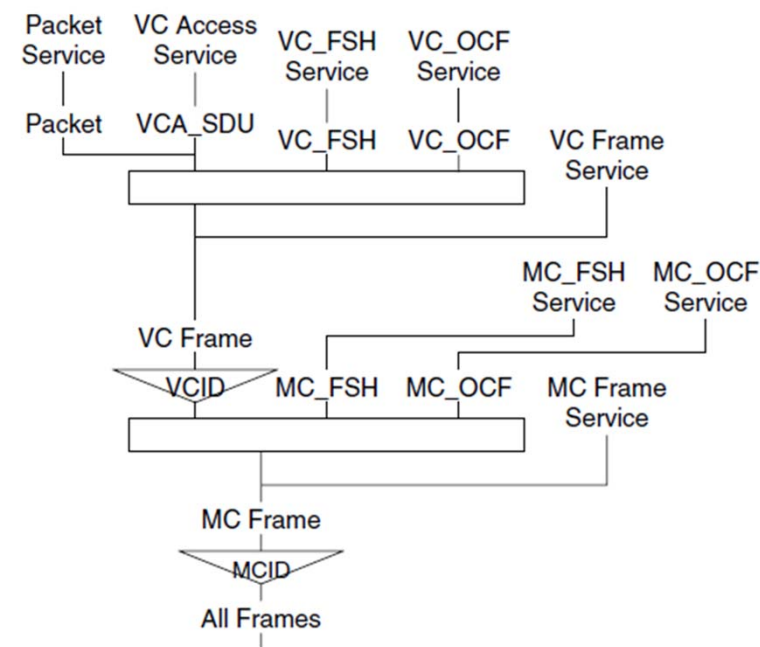 Packet
Service
VC Access
Service
VC_FSH
Service
VC_OCF
Service
Packet
VCA_SDU
VC_FSH
VC_OCF
VC Frame
Service
MC_FSH
Service
MC_OCF
Service
VC Frame
VCID
MC_FSH
MC_OCF
MC Frame
Service
MC Frame
MCID
All Frames